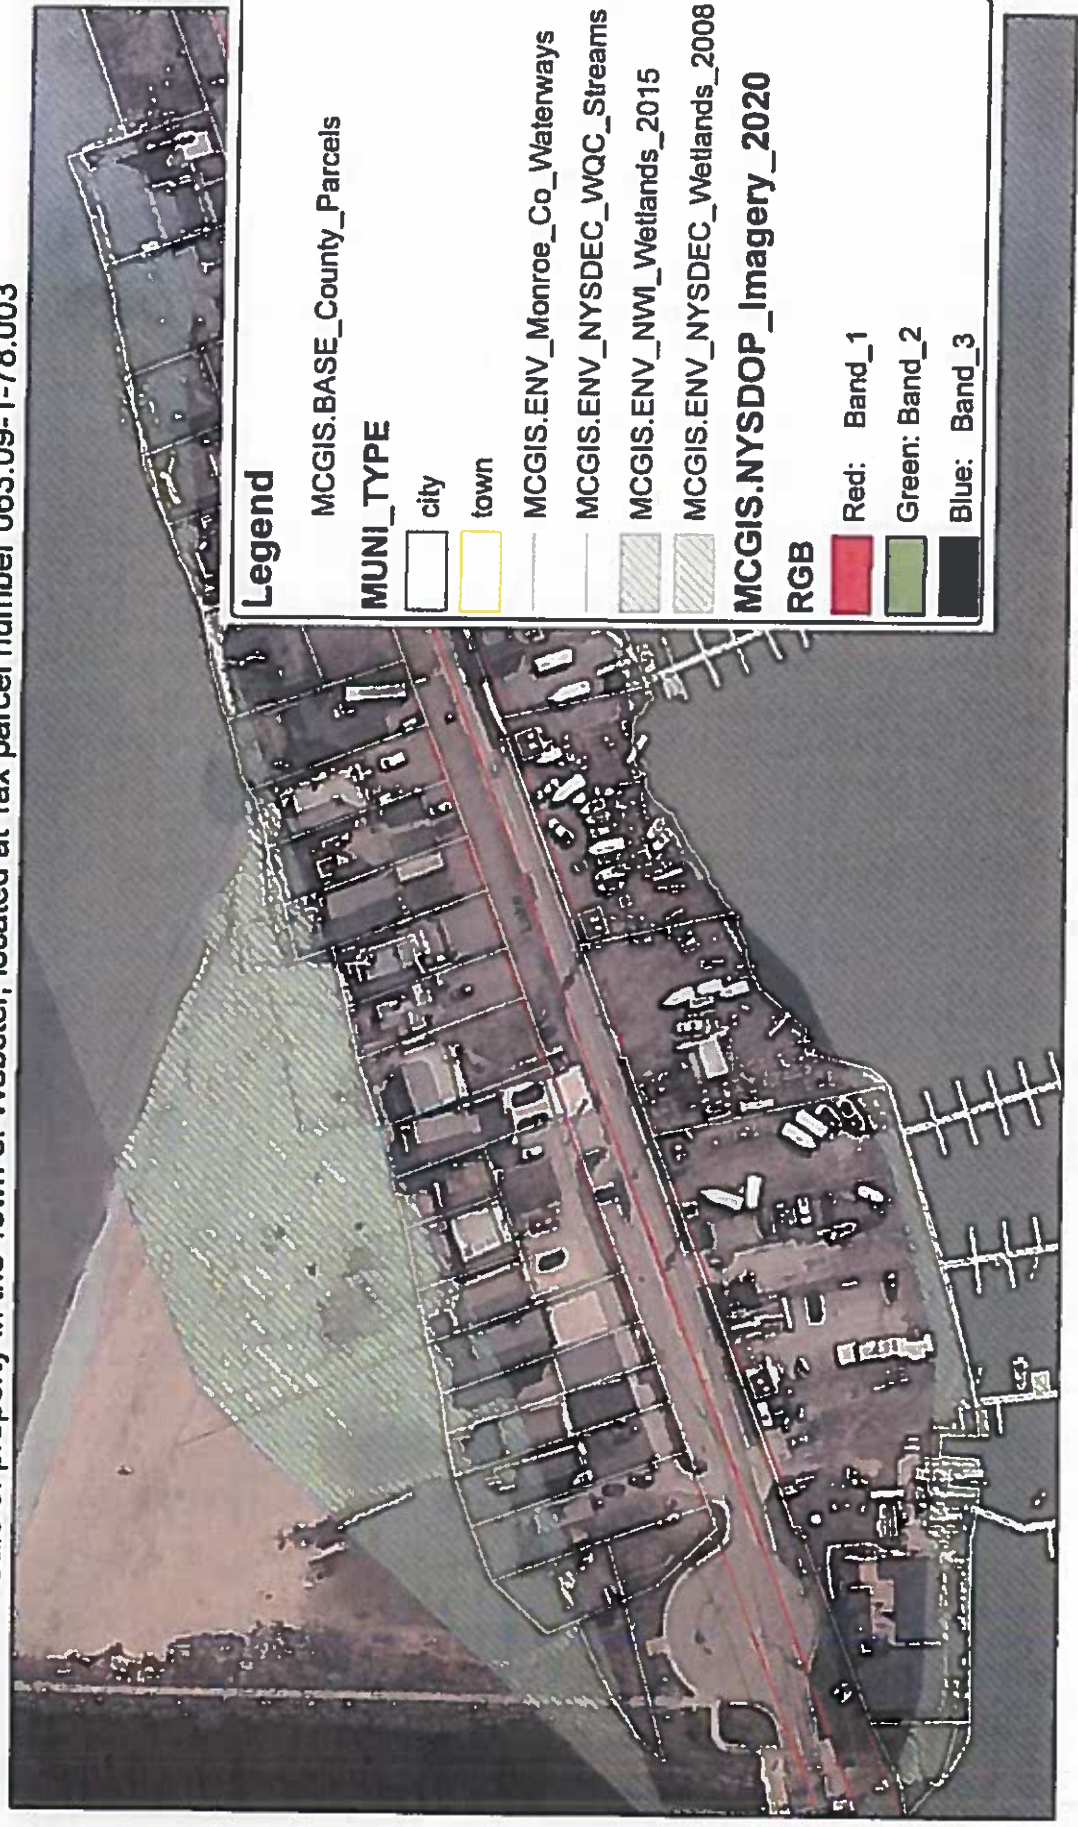 property in the Town of Webster, located at Tax parcel number 063.09-1-78.003
Legend
MCGIS.BASE_County_Parcels
MUNI_TYPE
city
town
MCGIS.ENV_Monroe_Co_Waterways
MCGIS.ENV_NYSDEC_WQC_Streams
MCGIS.ENV_NWI_Wetlands_2015
MCGIS.ENV_NYSDEC_Wetlands_2008
MCGIS.NYSDOP_Imagery_2020
RGB
Red: Band_1
Green: Band_2
Blue: Band_3
Lake